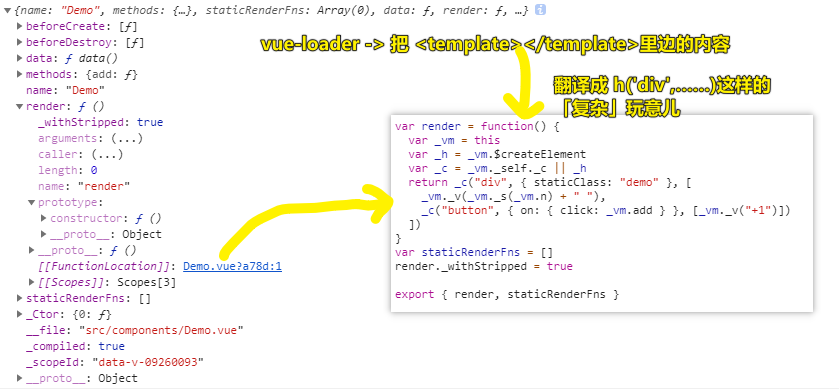 {name: "Demo", methods: {…}, staticRenderFns: Array(0), data: ƒ, render: ƒ, …}
beforeCreate: [ƒ]
beforeDestroy: [ƒ]
data: ƒ data()
methods: {add: ƒ}
name: "Demo"
render: ƒ ()
_withStripped: true
arguments: (...)
caller: (...)
length: 0
name: "render"
prototype:
constructor: ƒ ()
__proto__: Object
__proto__: ƒ ()
[[FunctionLocation]]: Demo.vue?a78d:1
[[Scopes]]: Scopes[3]
staticRenderFns: []
_Ctor: {0: ƒ}
__file: "src/components/Demo.vue"
_compiled: true
_scopeId: "data-v-09260093"
__proto__: Object
vue-loader -> 把 <template></template>里边的内容
翻译成 h('div',......)这样的
「复杂」玩意儿
var render = function() {
var _vm = this
var _h = _vm.$createElement
var _c = _vm._self._c || _h
return _c("div", { staticClass: "demo" }, [
_vm._v(_vm._s(_vm.n) + " "),
_c("button", { on: { click: _vm.add } }, [_vm._v("+1")])
])
}
var staticRenderFns = []
render._withStripped = true
export { render, staticRenderFns }